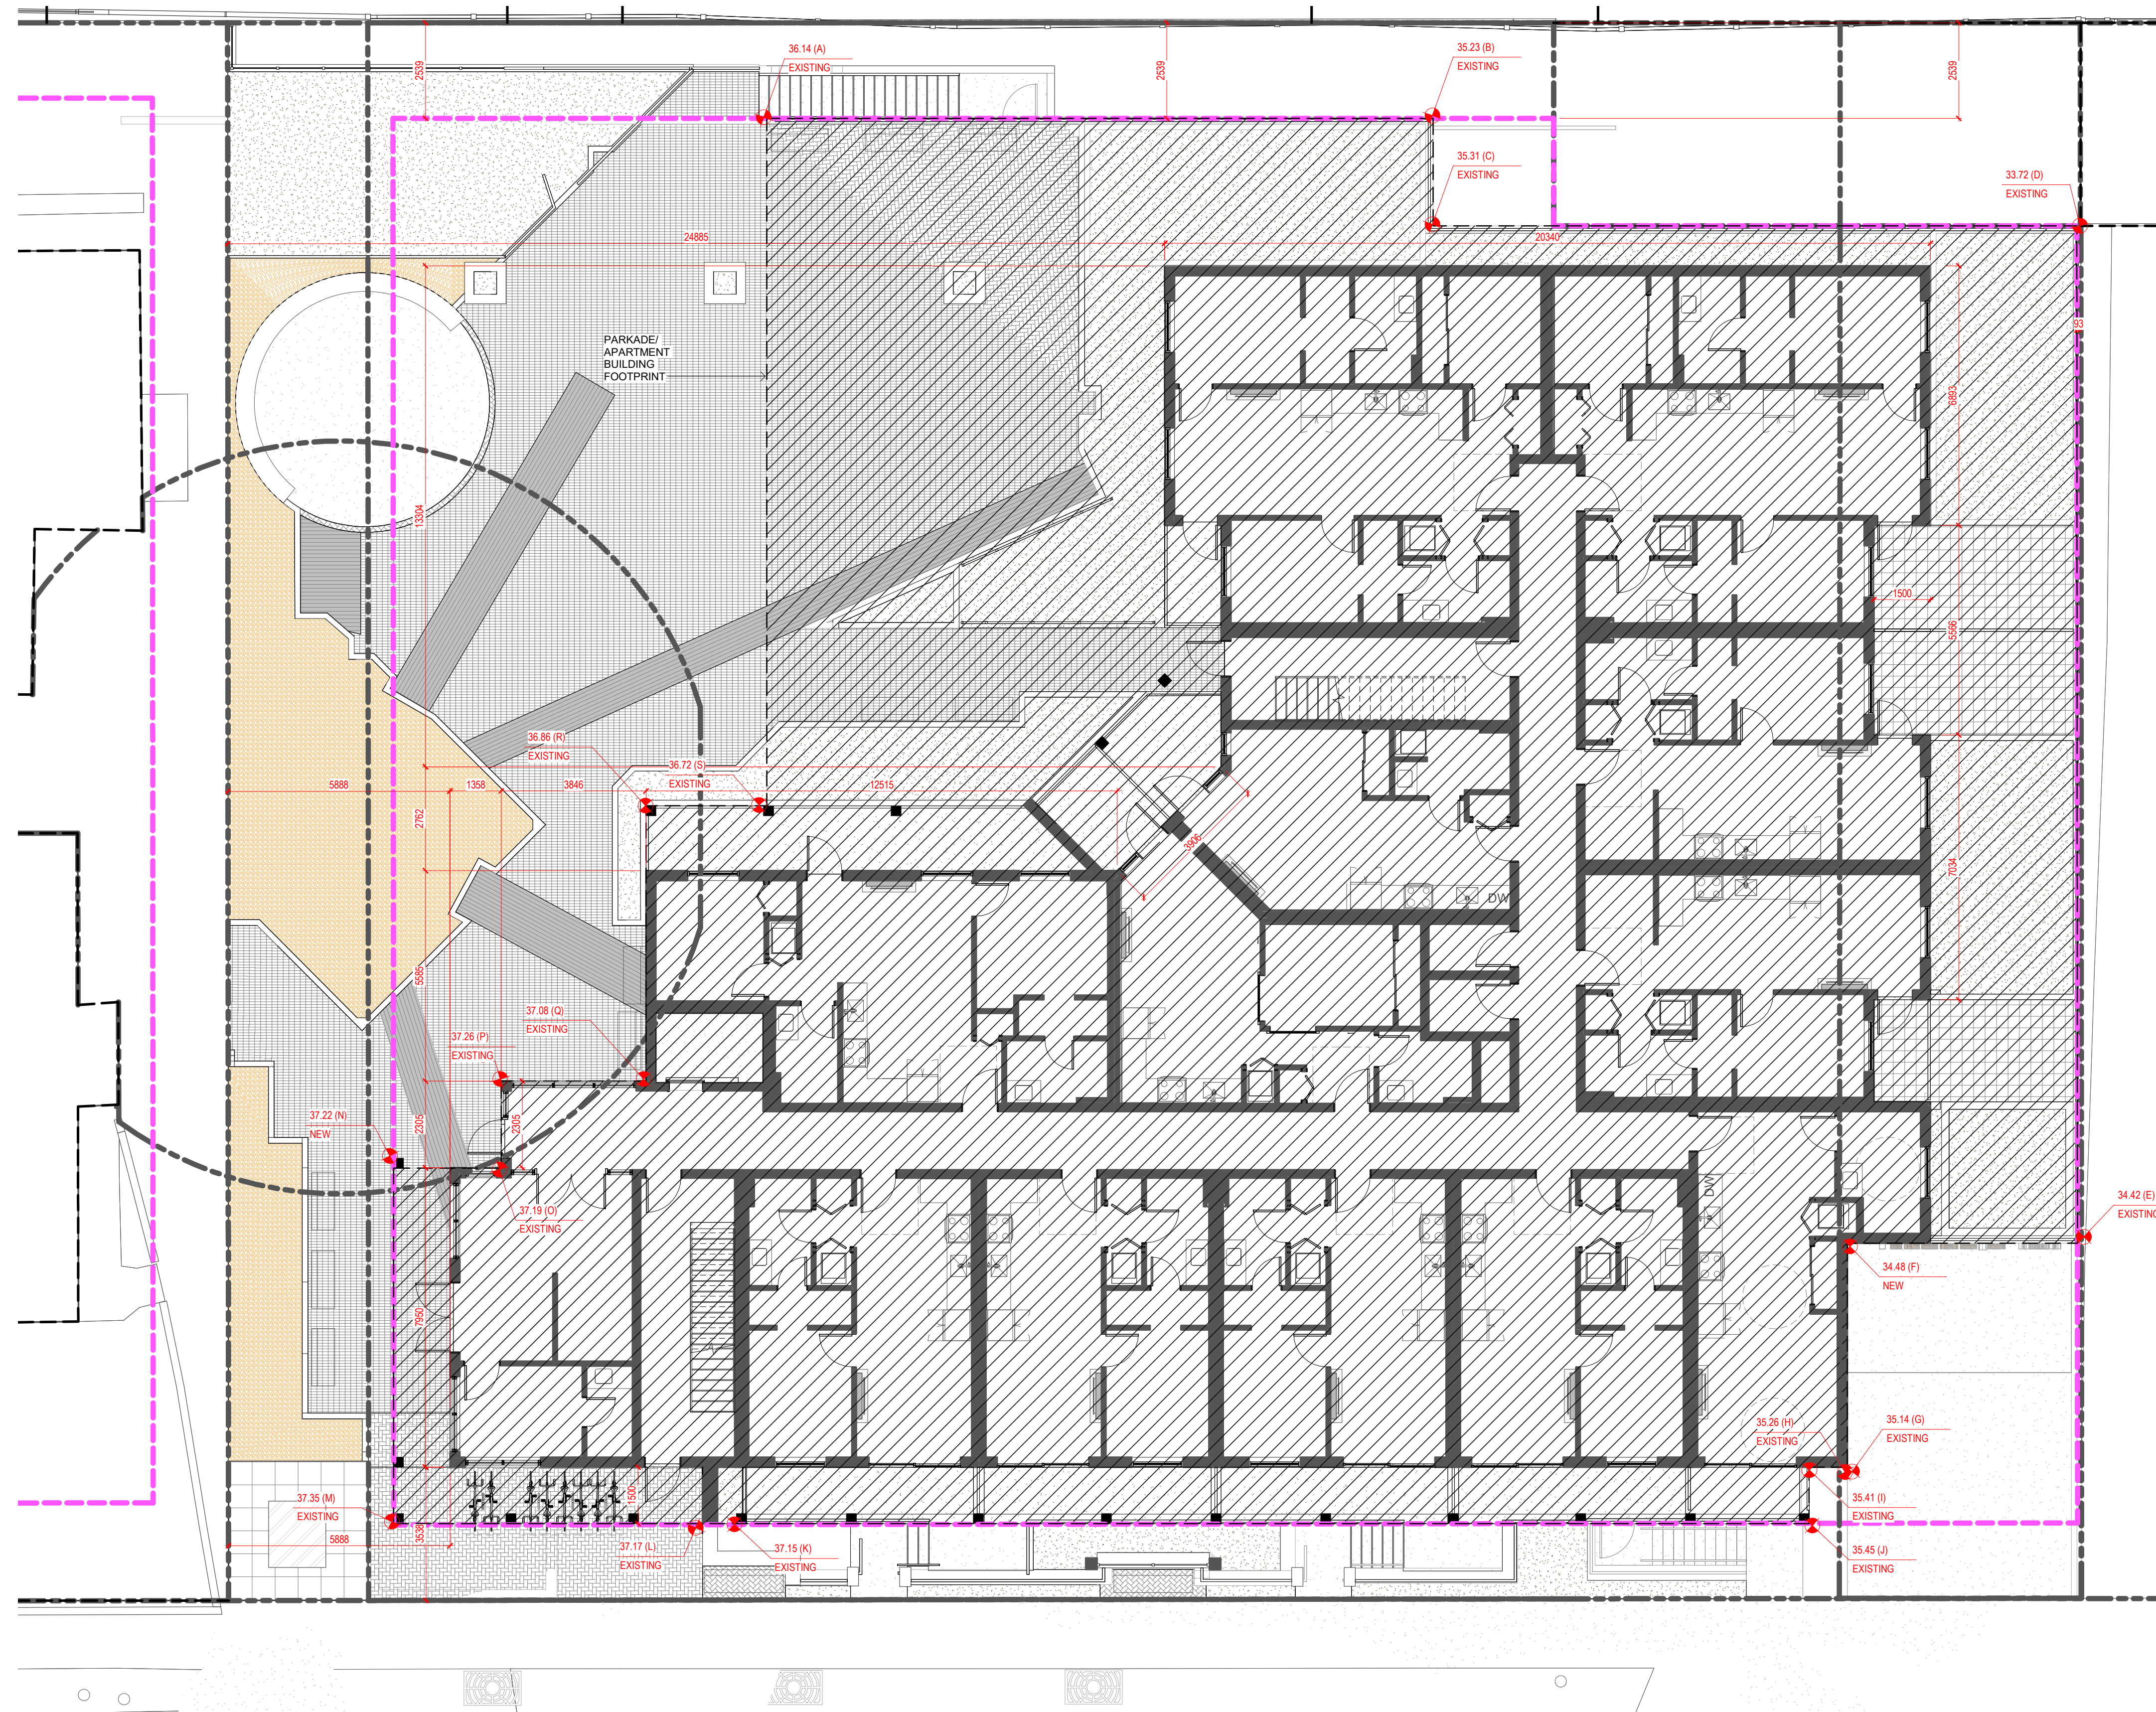 36.14 (A)
EXISTING
35.23 (B)
EXISTING
2539
2539
2539
35.31 (C)
EXISTING
33.72 (D)
EXISTING
24885
20340
93
PARKADE/
APARTMENT
BUILDING
FOOTPRINT
6893
13304
1500
5566
36.86 (R)
EXISTING
36.72 (S)
EXISTING
5888
1358
3846
12515
2762
3906
7034
DW
5585
37.08 (Q)
EXISTING
37.26 (P)
EXISTING
37.22 (N)
NEW
2305
2305
37.19 (O)
EXISTING
DW
34.42 (E)
EXISTING
34.48 (F)
NEW
7950
35.26 (H)
EXISTING
35.14 (G)
EXISTING
37.35 (M)
EXISTING
1500
35.41 (I)
EXISTING
5888
3538
37.17 (L)
EXISTING
37.15 (K)
EXISTING
35.45 (J)
EXISTING